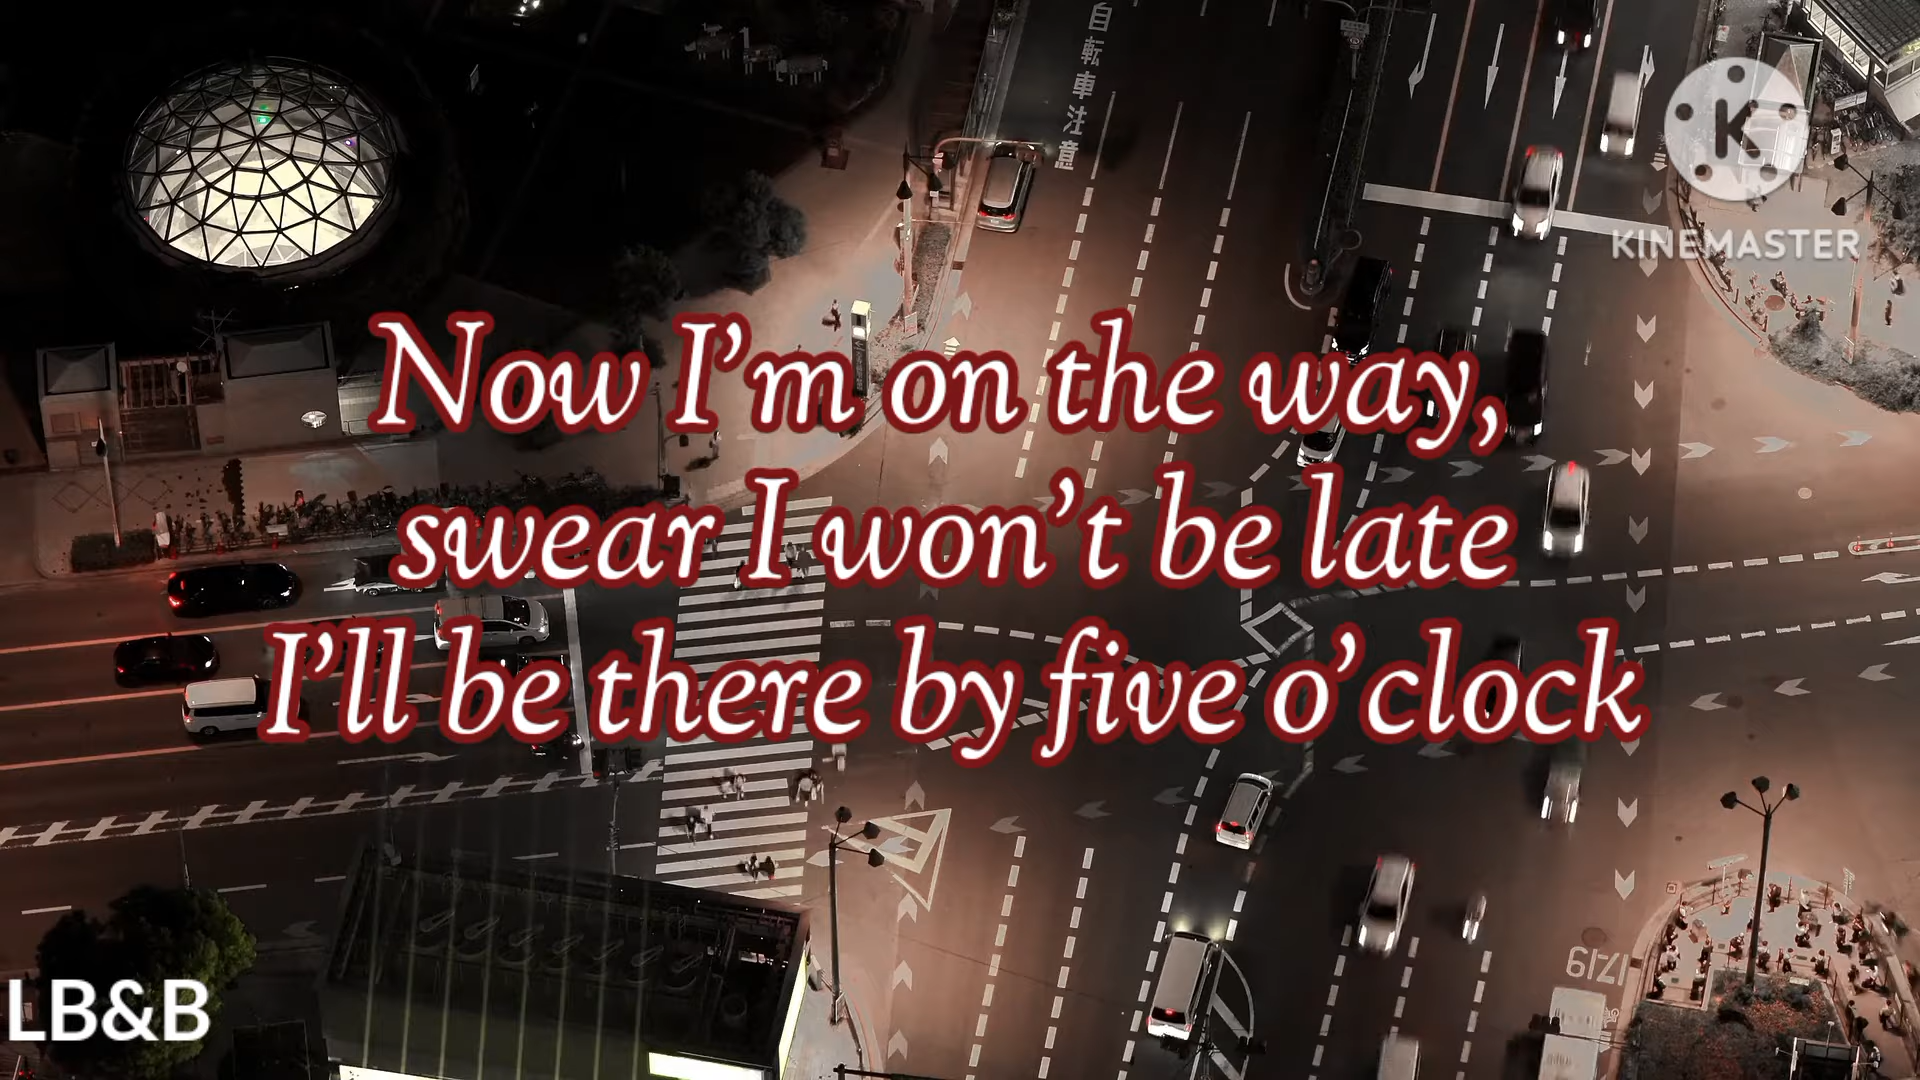 自転車注意
K
KINEMASTER
Now I'm on the way,
swear I won't be late
I'll be there by five o'clock
LB&B